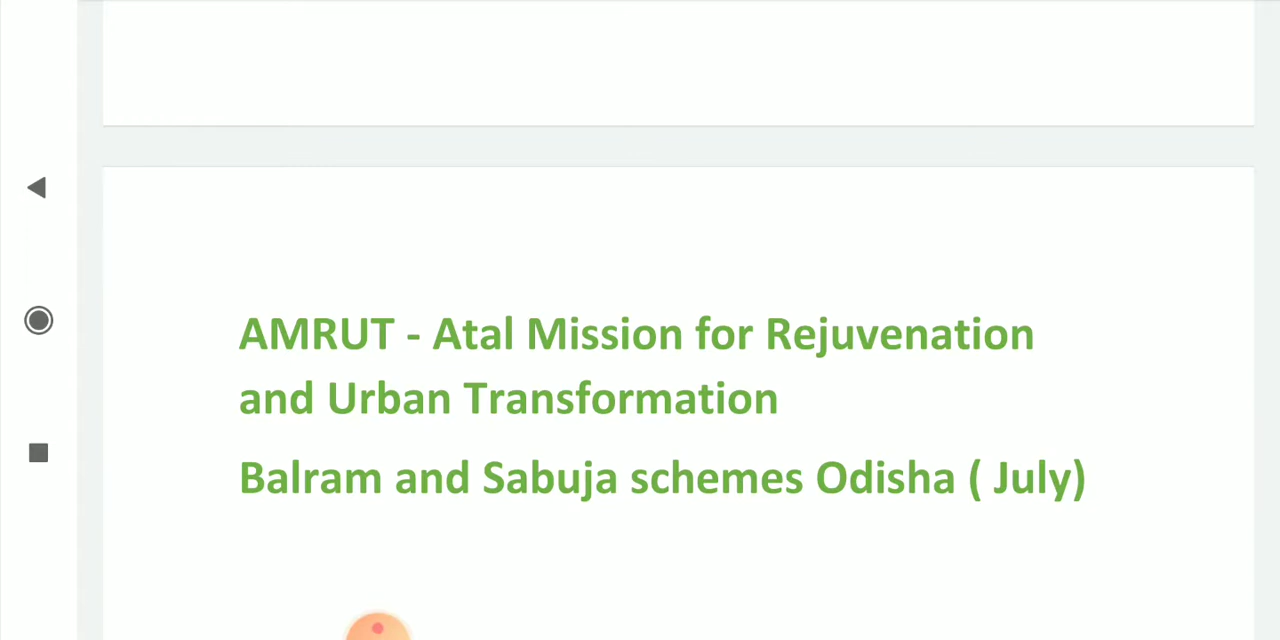 AMRUT - Atal Mission for Rejuvenation
and Urban Transformation
Balram and Sabuja schemes Odisha ( July)